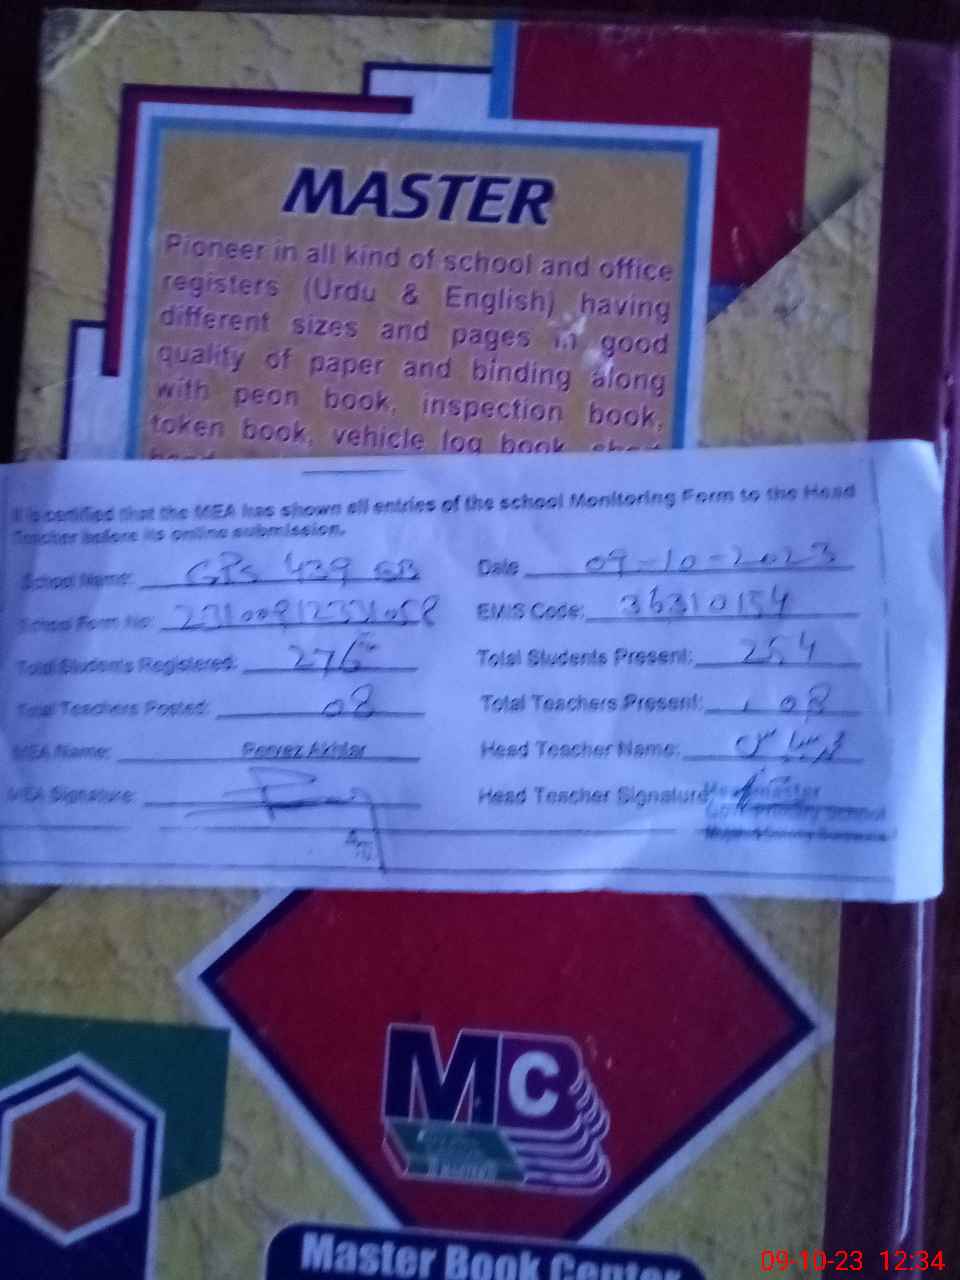 MASTER
Pioneer in all kind of school and office
registers (Urdu & English) having
different sizes and pages in good
quality of paper and binding along
with peon book, inspection book,
token book, vehicle log book
It is certified that the MEA has shown all entries of the school Monitoring Form to the Head
Teacher before its online submission.
School Name: GPS 439 GB Date 09-10-2023
School Form No: EMIS Code: 36310154
Total Students Registered: 276 Total Students Present: 254
Total Teachers Posted: 08 Total Teachers Present: 08
MEA Name: Pervez Akhtar Head Teacher Name:
MEA Signature: Head Teacher Signature
Headmaster
Govt. Primary School
MC
Master Book Center
09-10-23 12:34